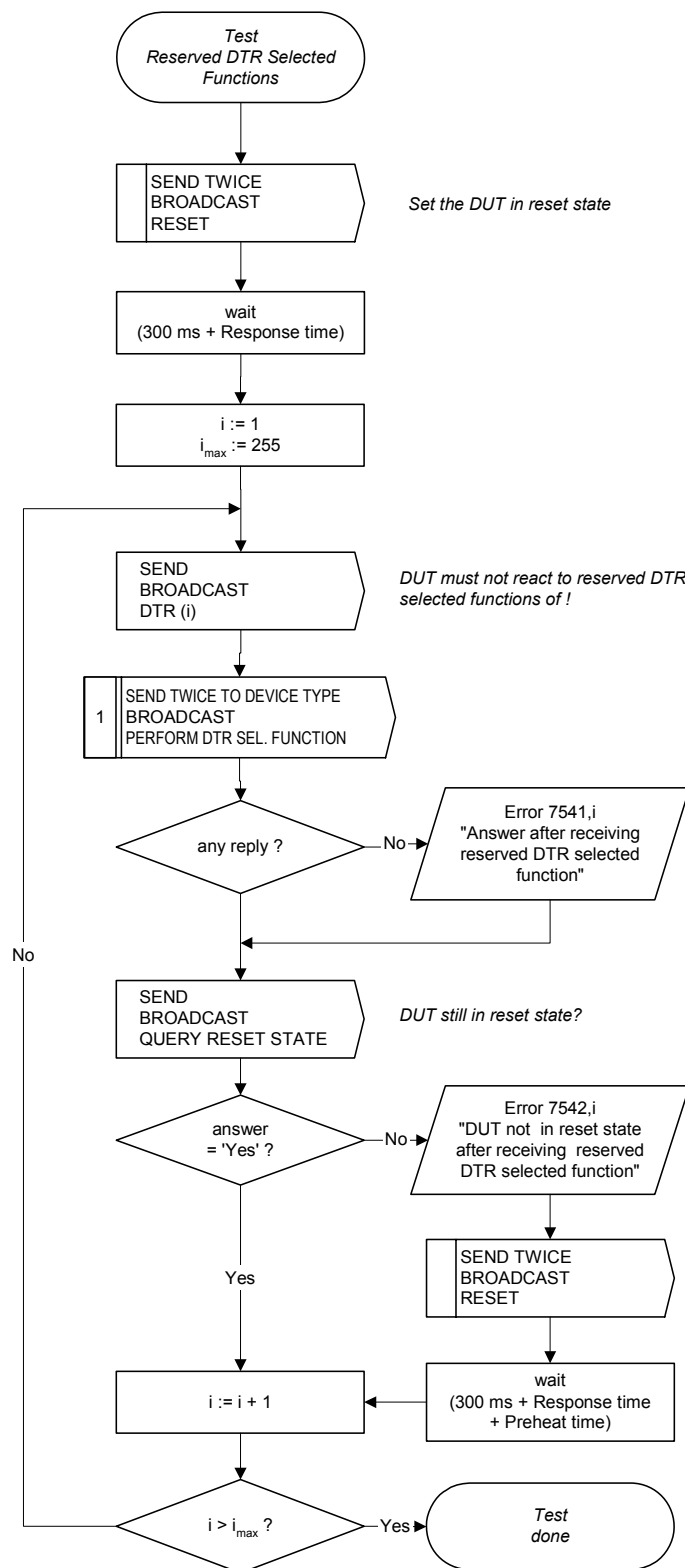 Test
Reserved DTR Selected
Functions
SEND TWICE
BROADCAST
RESET
Set the DUT in reset state
wait
(300 ms + Response time)
i := 1
imax := 255
SEND
BROADCAST
DTR (i)
DUT must not react to reserved DTR
selected functions of !
1
SEND TWICE TO DEVICE TYPE
BROADCAST
PERFORM DTR SEL. FUNCTION
any reply ?
No
Error 7541,i
"Answer after receiving
reserved DTR selected
function"
No
SEND
BROADCAST
QUERY RESET STATE
DUT still in reset state?
answer
= 'Yes' ?
No
Error 7542,i
"DUT not in reset state
after receiving reserved
DTR selected function"
Yes
SEND TWICE
BROADCAST
RESET
i := i + 1
wait
(300 ms + Response time
+ Preheat time)
i > imax ?
Yes
Test
done